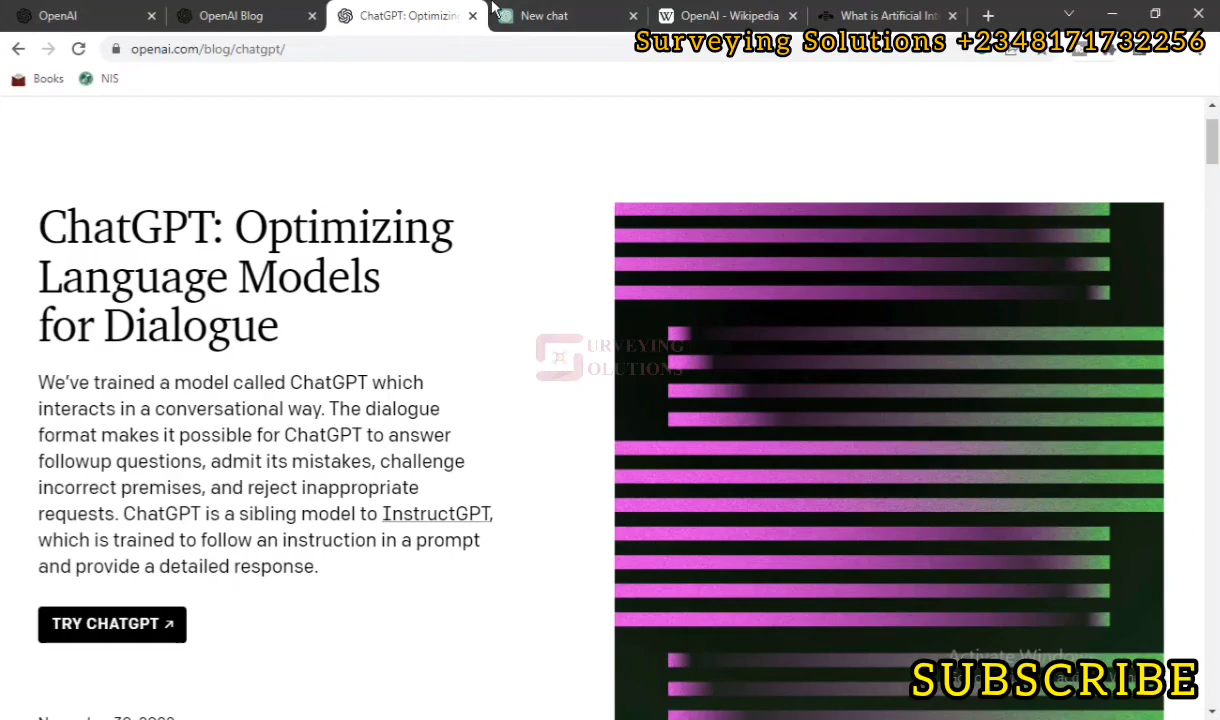 OpenAI
OpenAI Blog
ChatGPT: Optimizing
New chat
OpenAI - Wikipedia
What is Artificial Int
openai.com/blog/chatgpt/
Surveying Solutions +2348171732256
Books
NIS
ChatGPT: Optimizing
Language Models
for Dialogue
URVEYING
OLUTIONS
We've trained a model called ChatGPT which
interacts in a conversational way. The dialogue
format makes it possible for ChatGPT to answer
followup questions, admit its mistakes, challenge
incorrect premises, and reject inappropriate
requests. ChatGPT is a sibling model to InstructGPT,
which is trained to follow an instruction in a prompt
and provide a detailed response.
TRY CHATGPT ↗
Activate Windows
SUBSCRIBE